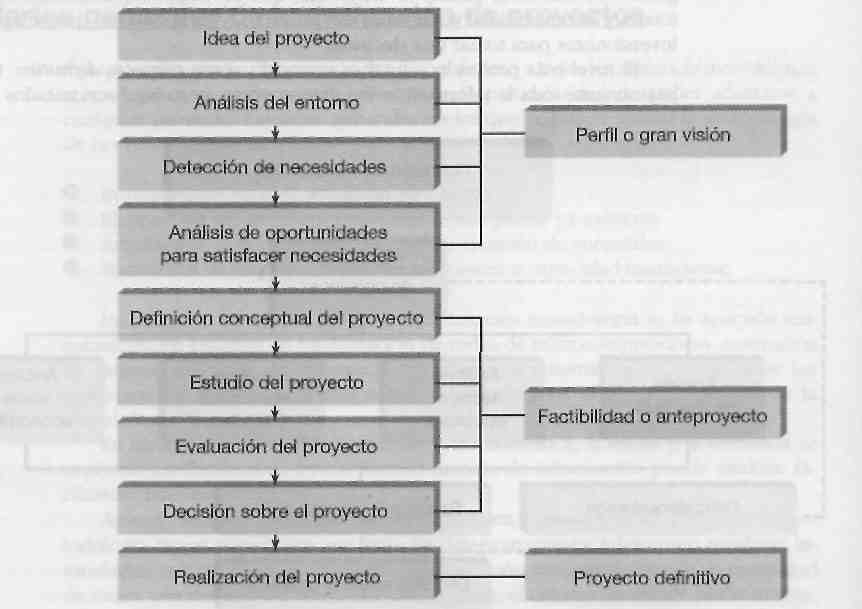 Idea del proyecto
Análisis del entorno
Perfil o gran visión
Detección de necesidades
Análisis de oportunidades
para satisfacer necesidades
Definición conceptual del proyecto
Estudio del proyecto
Factibilidad o anteproyecto
Evaluación del proyecto
Decisión sobre el proyecto
Realización del proyecto
Proyecto definitivo